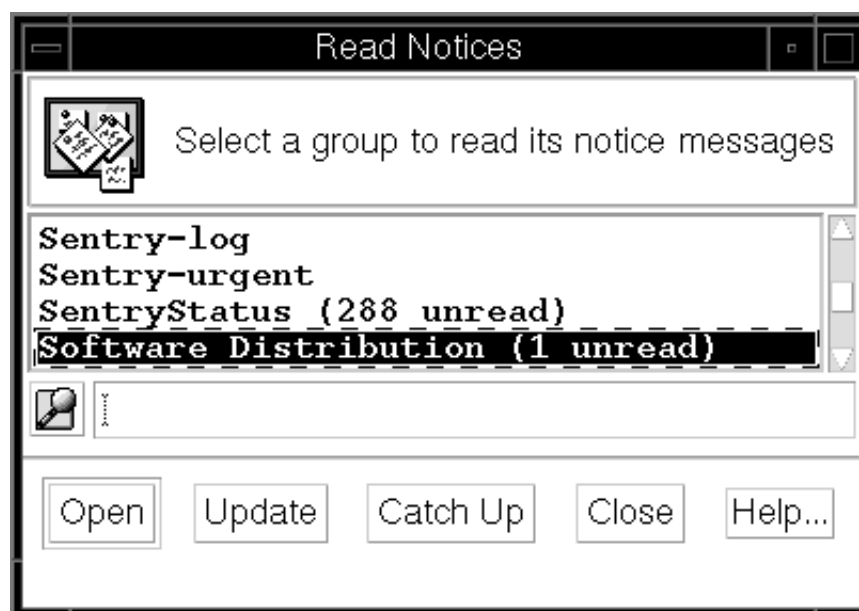 Read Notices
Select a group to read its notice messages
Sentry-log
Sentry-urgent
SentryStatus (288 unread)
Software Distribution (1 unread)
Open Update Catch Up Close Help...